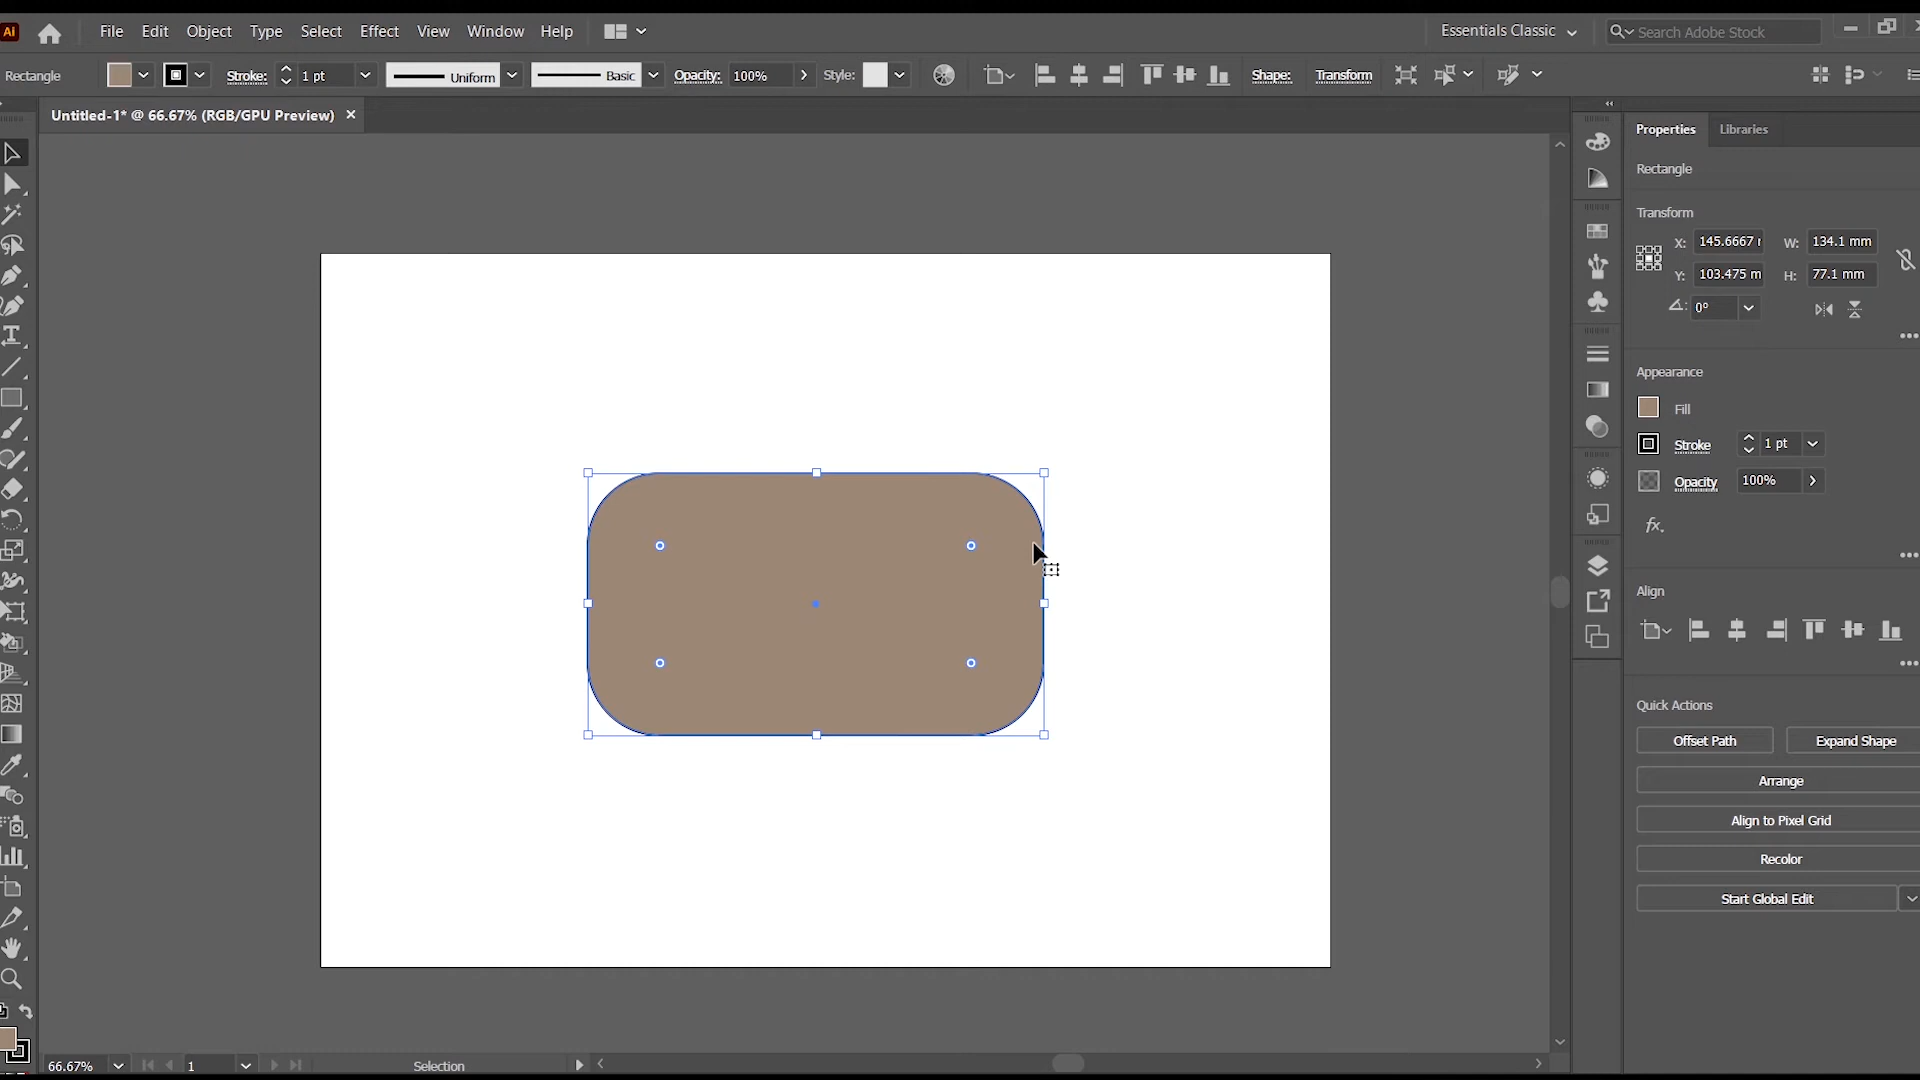 Ai File Edit Object Type Select Effect View Window Help Essentials Classic Search Adobe Stock
Rectangle Stroke: 1 pt Uniform Basic Opacity: 100% Style: Shape: Transform
Untitled-1* @ 66.67% (RGB/GPU Preview) ×
Properties Libraries
Rectangle
Transform
X: 145.6667 W: 134.1 mm
Y: 103.475 m H: 77.1 mm
0°
Appearance
Fill
Stroke 1 pt
Opacity 100%
fx.
Align
Quick Actions
Offset Path Expand Shape
Arrange
Align to Pixel Grid
Recolor
Start Global Edit
66.67% 1 Selection